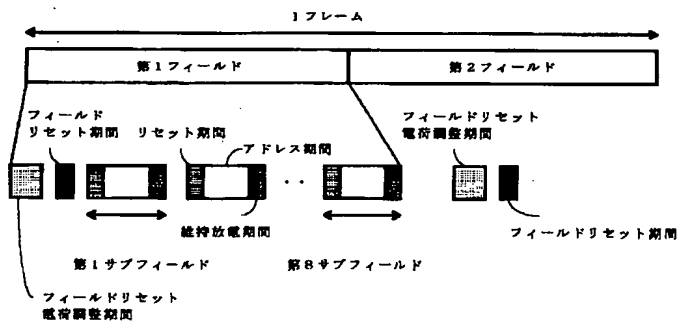 1フレーム
第1フィールド
第2フィールド
フィールド
リセット期間
リセット期間
アドレス期間
フィールドリセット
電荷調整期間
維持放電期間
フィールドリセット期間
第1サブフィールド
第8サブフィールド
フィールドリセット
電荷調整期間